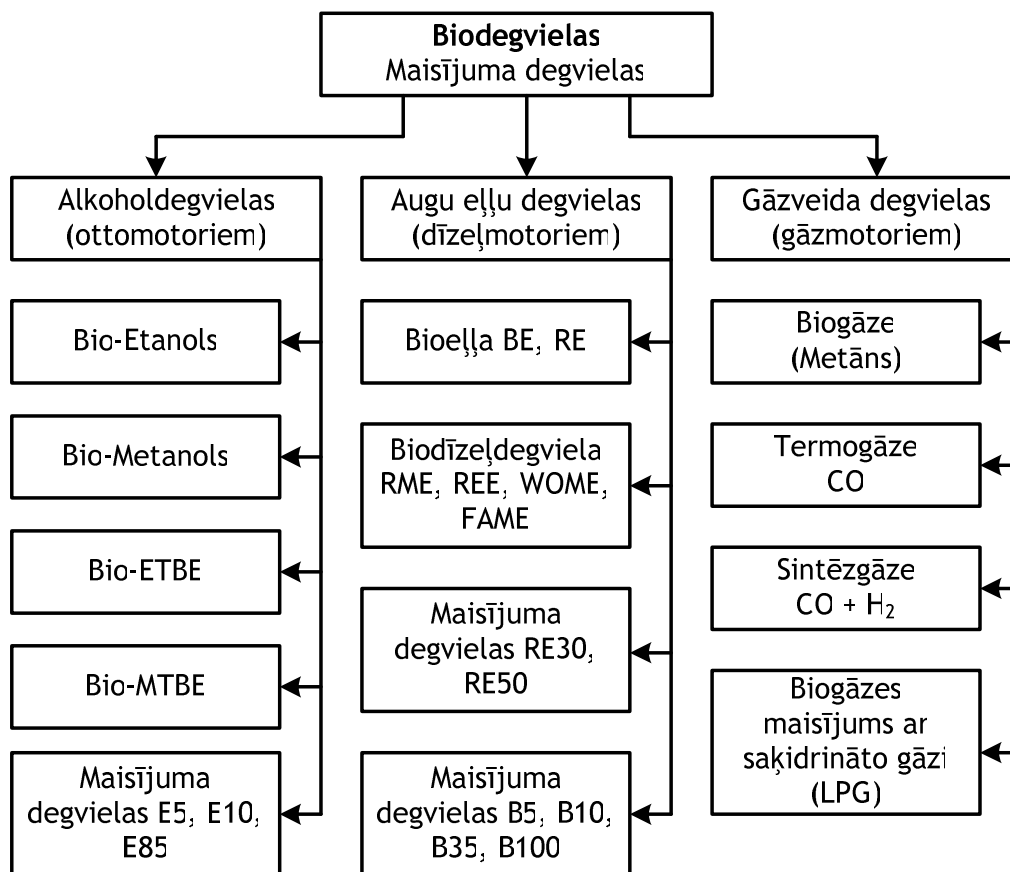 Biodegvielas
Maisījuma degvielas
Alkoholdegvielas
(ottomotoriem)
Bio-Etanols
Bio-Metanols
Bio-ETBE
Bio-MTBE
Maisījuma
degvielas E5, E10,
E85
Augu eļļu degvielas
(dīzeļmotoriem)
Bioeļļa BE, RE
Biodīzeļdegviela
RME, REE, WOME,
FAME
Maisījuma
degvielas RE30,
RE50
Maisījuma
degvielas B5, B10,
B35, B100
Gāzveida degvielas
(gāzmotoriem)
Biogāze
(Metāns)
Termogāze
CO
Sintēzgāze
CO + H₂
Biogāzes
maisījums ar
saķidrināto gāzi
(LPG)